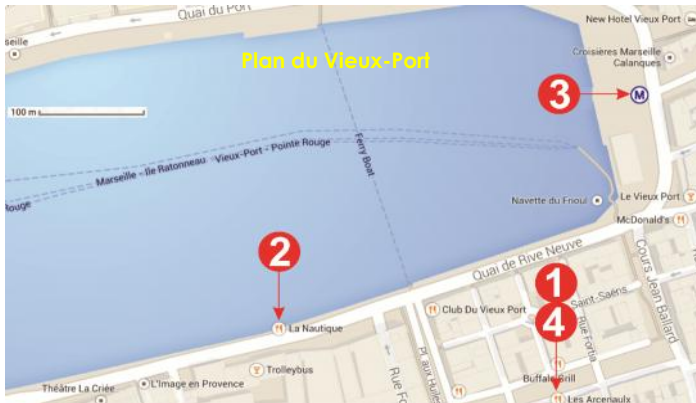 Quai du Port
New Hotel Vieux Port
seille
Plan du Vieux-Port
Croisières Marseille
Calanques
3
M
100 m
Ferry Boat
Marseille - Ile Ratonneau
Vieux-Port - Pointe Rouge
Rouge
Navette du Frioul
Le Vieux Port
McDonald's
2
Quai de Rive Neuve
Cours Jean Ballard
1
Saint-Saëns
Club Du Vieux Port
4
Rue Fortia
La Nautique
Pl. aux Huiles
Trolleybus
Rue Fo
Buffalo Grill
Théâtre La Criée
L'Image en Provence
Les Arcenaulx